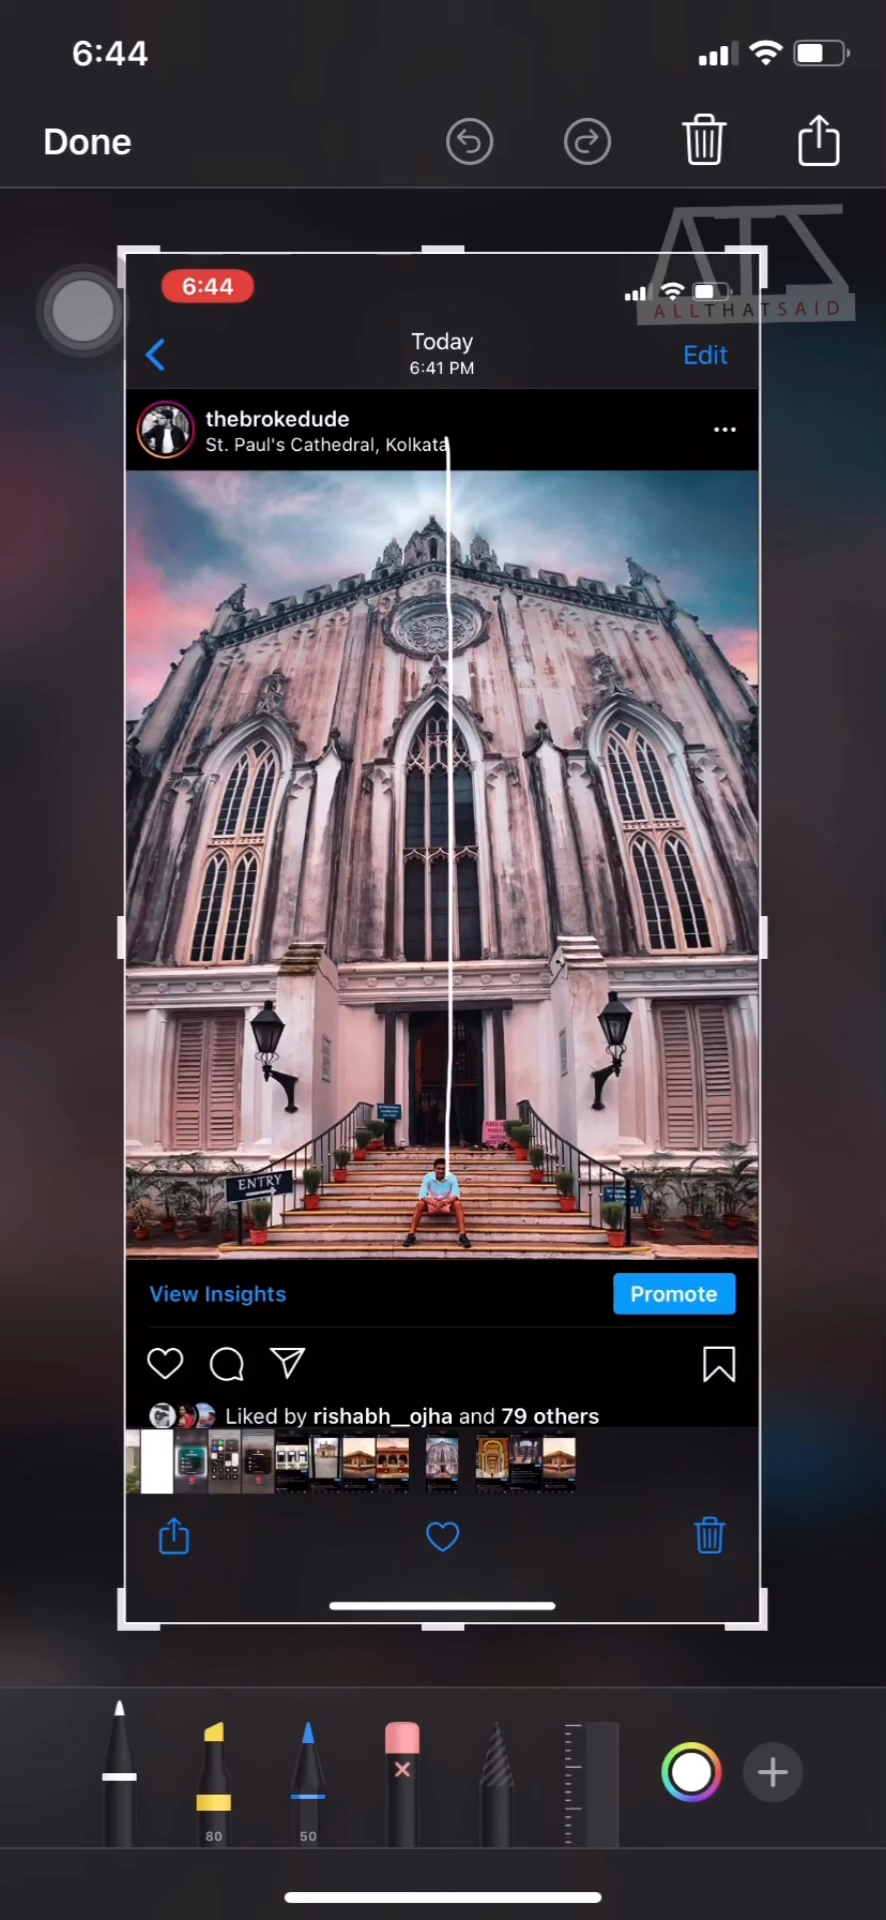 6:44
Done
ATS
ALLTHATSAID
6:44
Today
6:41 PM
Edit
thebrokedude
St. Paul's Cathedral, Kolkata
ENTRY
View Insights
Promote
Liked by rishabh__ojha and 79 others
80
50